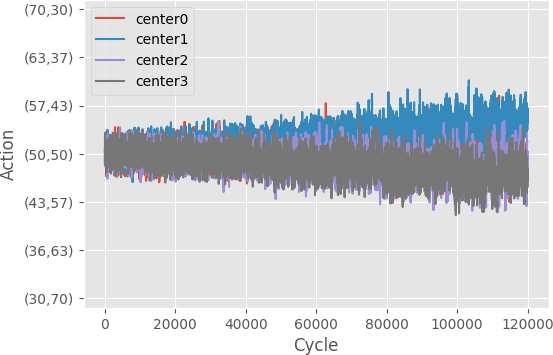 (70,30)
(63,37)
(57,43)
(50,50)
(43,57)
(36,63)
(30,70)
Action
center0
center1
center2
center3
0
20000
40000
60000
80000
100000
120000
Cycle